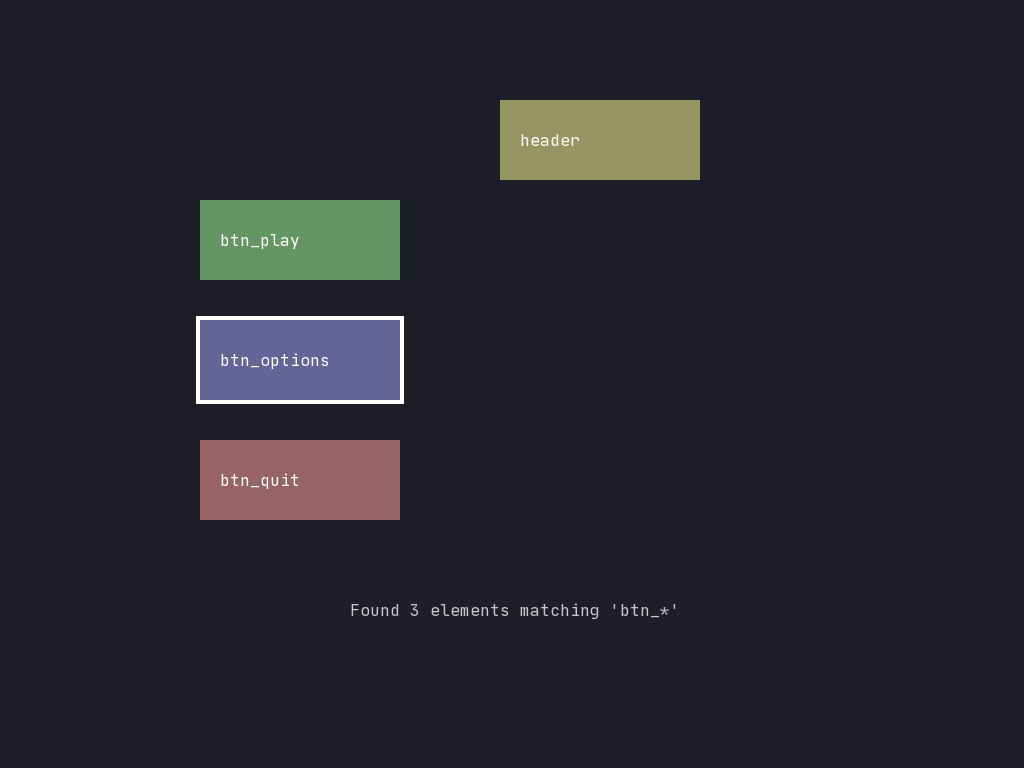 header
btn_play
btn_options
btn_quit
Found 3 elements matching 'btn_*'